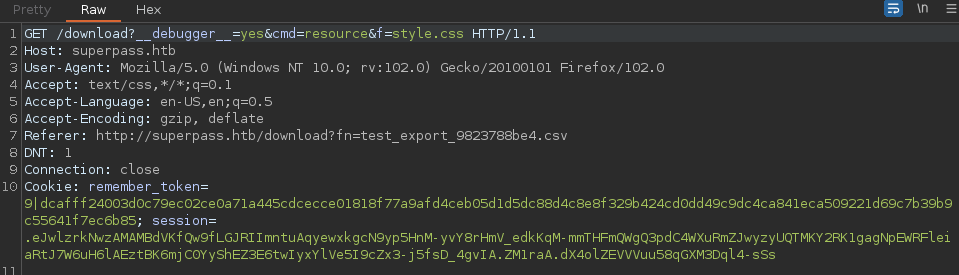 Pretty Raw Hex
\n
1 GET /download?__debugger__=yes&cmd=resource&f=style.css HTTP/1.1
2 Host: superpass.htb
3 User-Agent: Mozilla/5.0 (Windows NT 10.0; rv:102.0) Gecko/20100101 Firefox/102.0
4 Accept: text/css,*/*;q=0.1
5 Accept-Language: en-US,en;q=0.5
6 Accept-Encoding: gzip, deflate
7 Referer: http://superpass.htb/download?fn=test_export_9823788be4.csv
8 DNT: 1
9 Connection: close
10 Cookie: remember_token=
9|dcafff24003d0c79ec02ce0a71a445cdcecce01818f77a9afd4ceb05d1d5dc88d4c8e8f329b424cd0dd49c9dc4ca841eca509221d69c7b39b9
c55641f7ec6b85; session=
.eJwlzrkNwzAMAMBdVKfQw9fLGJRIImntuAqyewxkgcN9yp5HnM-yvY8rHmV_edkKqM-mmTHFmQWgQ3pdC4WXuRmZJwyzyUQTMKY2RK1gagNpEWRFlei
aRtJ7W6uH6lAEztBK6mjC0YyShEZ3E6twIyxYlVe5I9cZx3-j5fsD_4gvIA.ZM1raA.dX4olZEVVVuu58qGXM3Dql4-sSs
11